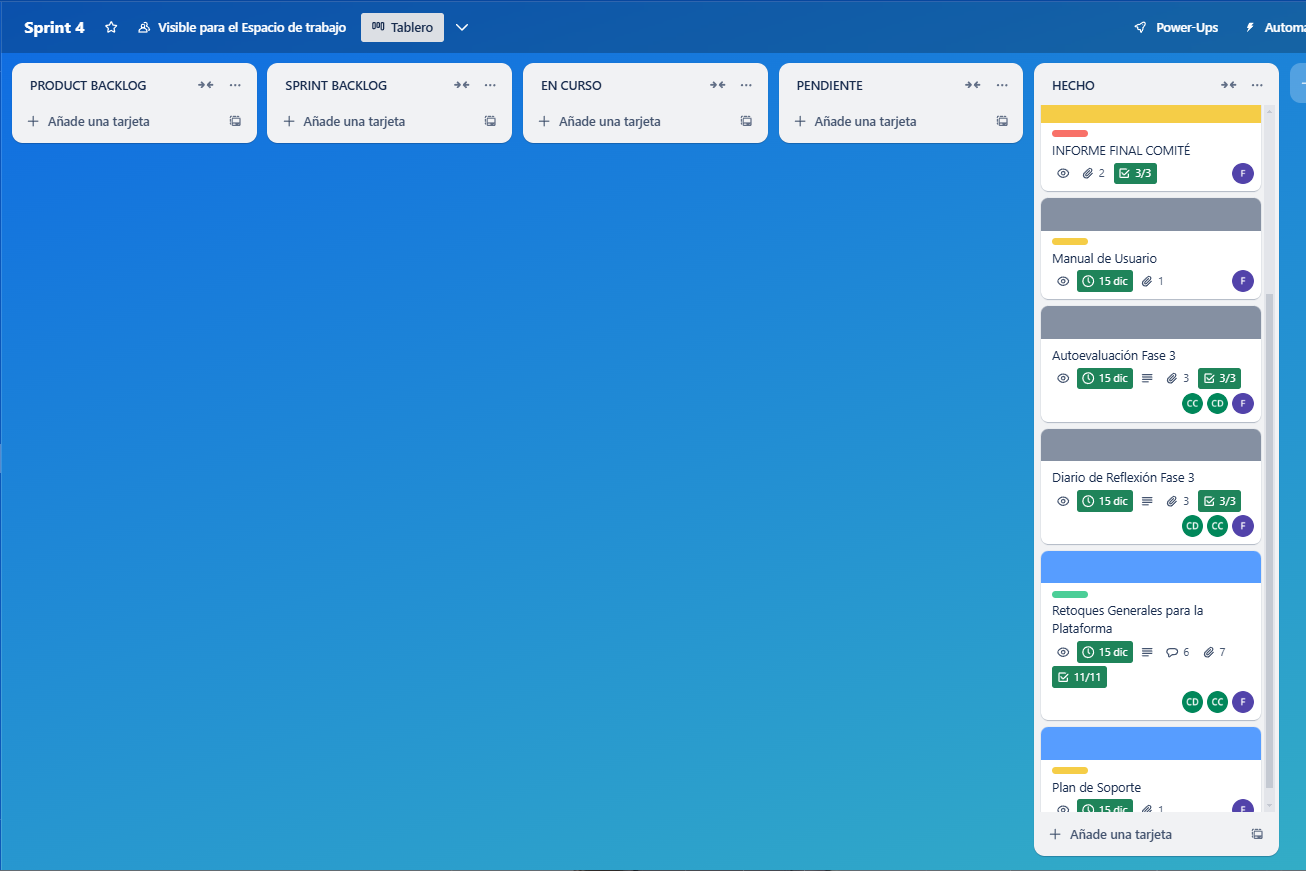 Sprint 4 Visible para el Espacio de trabajo Tablero Power-Ups Automa
PRODUCT BACKLOG
Añade una tarjeta
SPRINT BACKLOG
Añade una tarjeta
EN CURSO
Añade una tarjeta
PENDIENTE
Añade una tarjeta
HECHO
INFORME FINAL COMITÉ
2 3/3 F
Manual de Usuario
15 dic 1 F
Autoevaluación Fase 3
15 dic 3 3/3
CC CD F
Diario de Reflexión Fase 3
15 dic 3 3/3
CD CC F
Retoques Generales para la
Plataforma
15 dic 6 7
11/11
CD CC F
Plan de Soporte
15 dic 1 F
Añade una tarjeta